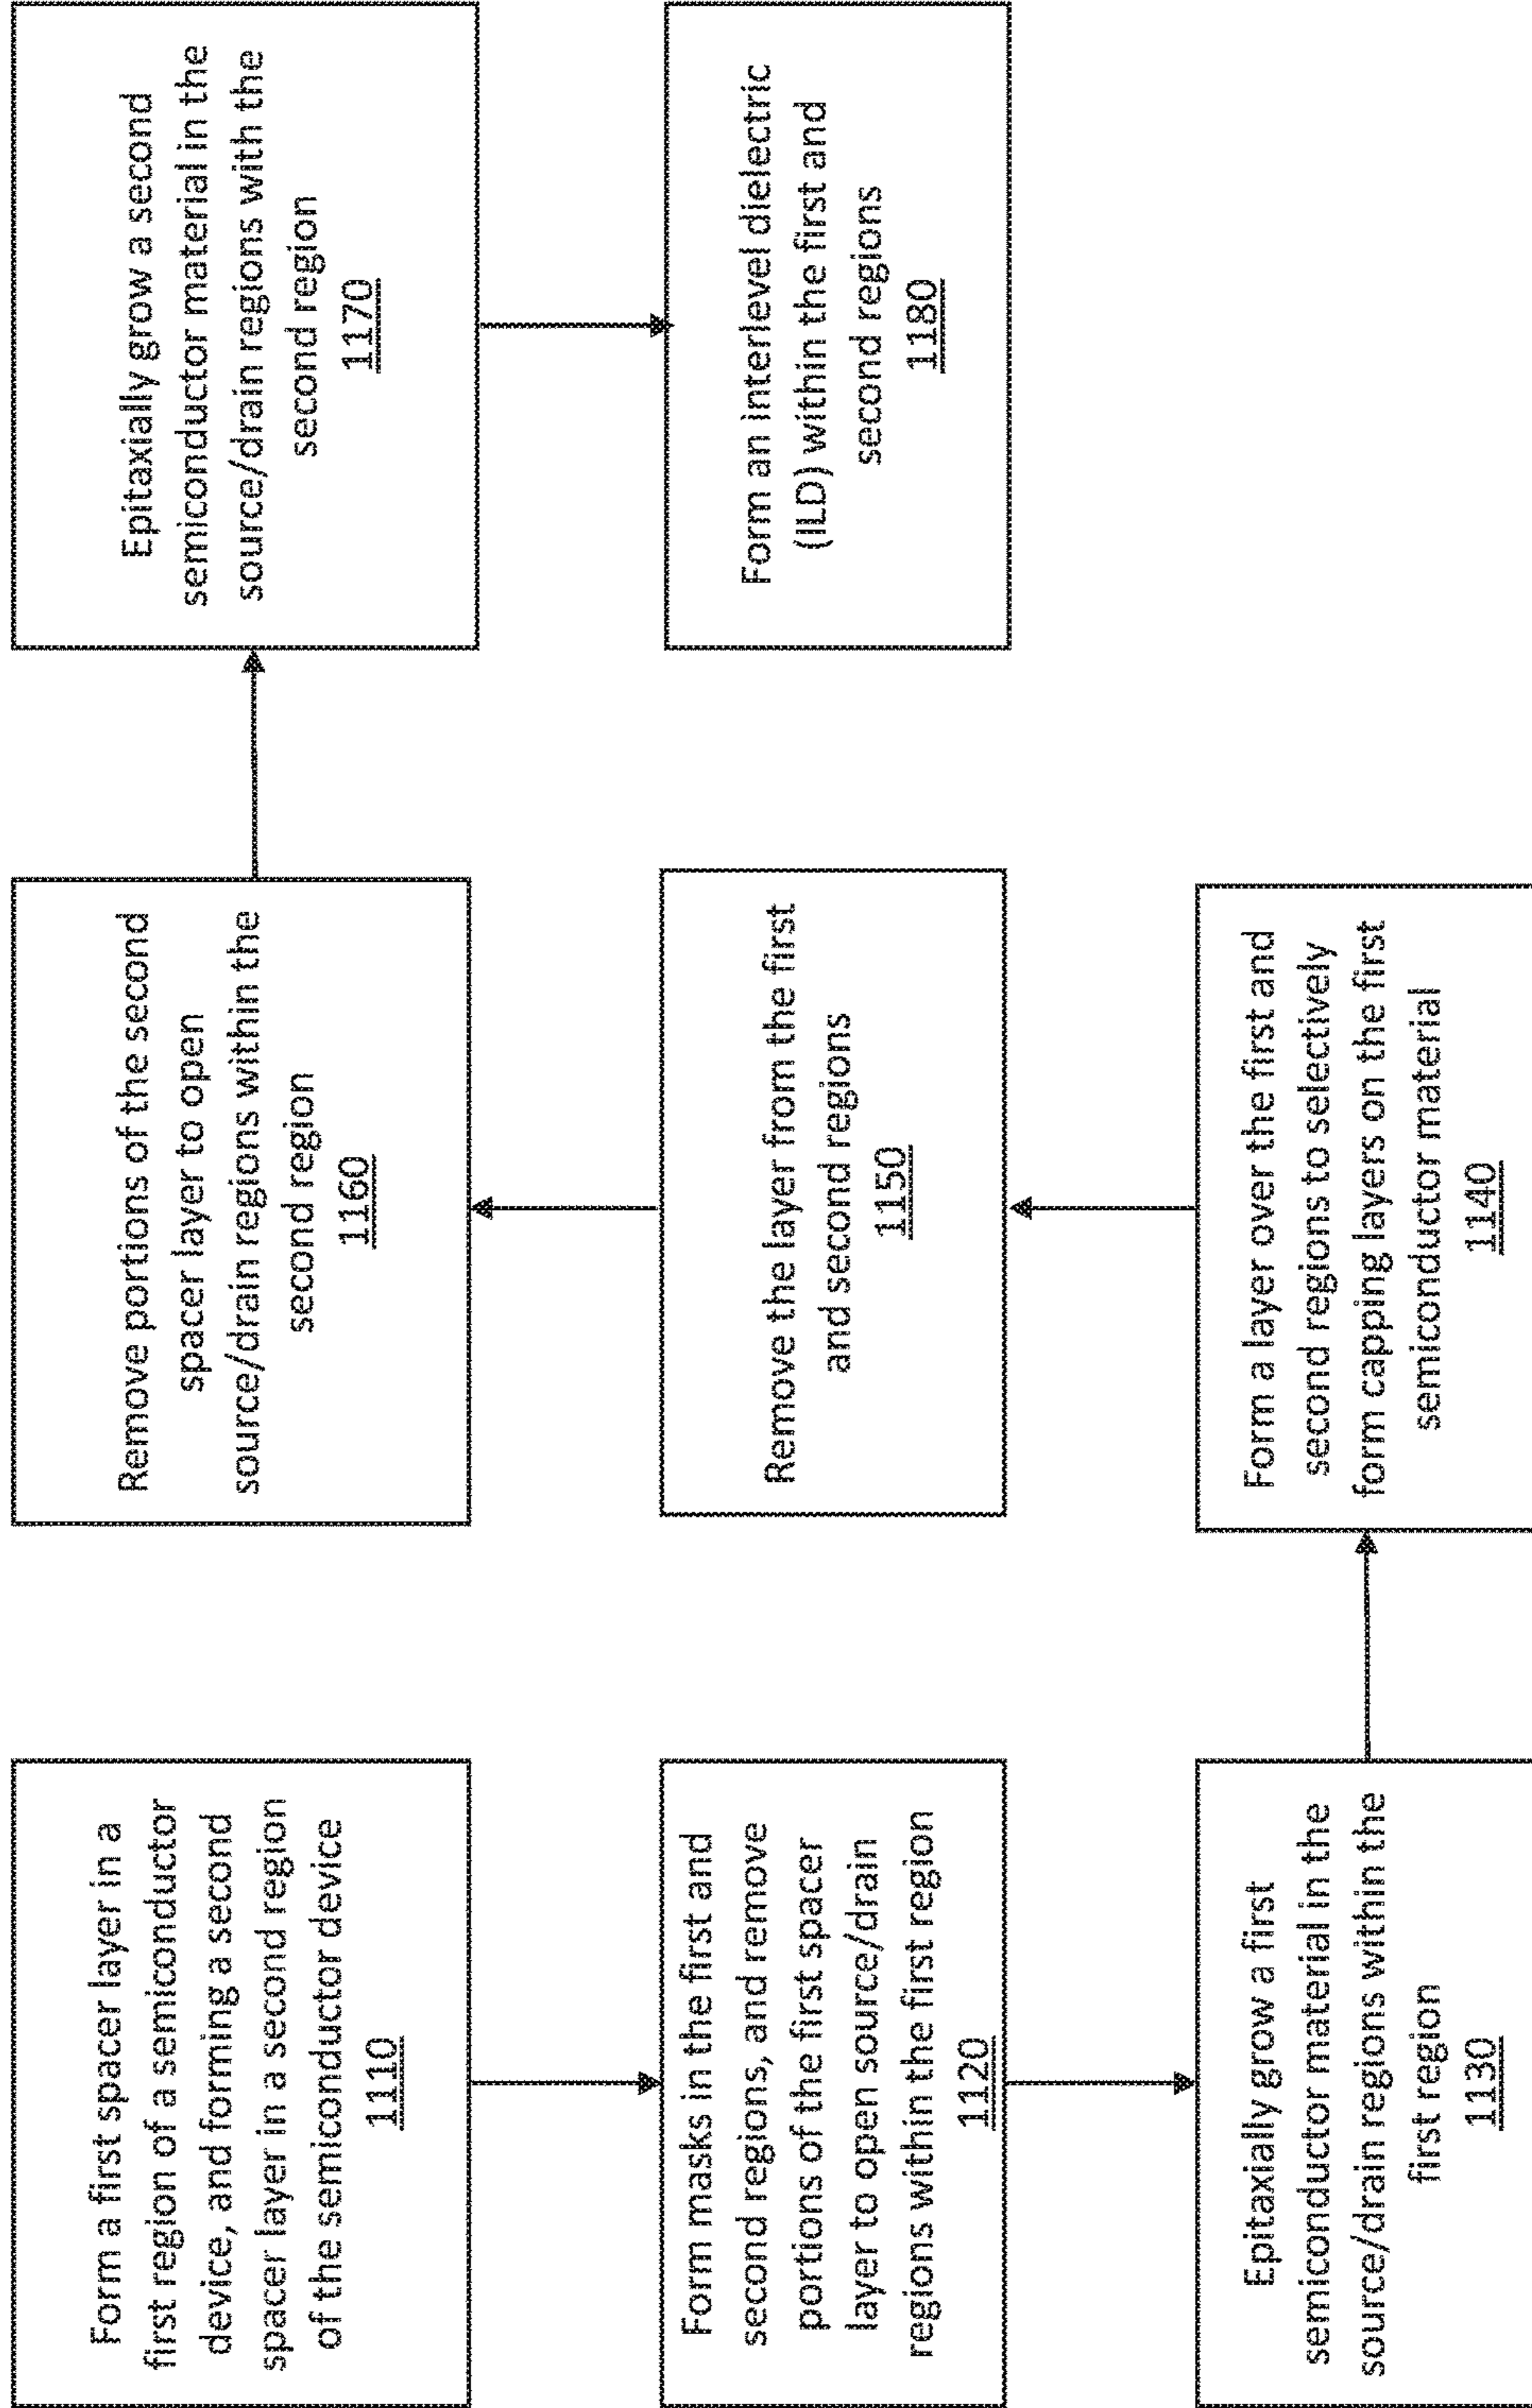 Form a first spacer layer in a
first region of a semiconductor
device, and forming a second
spacer layer in a second region
of the semiconductor device
1110
Form masks in the first and
second regions, and remove
portions of the first spacer
layer to open source/drain
regions within the first region
1120
Epitaxially grow a first
semiconductor material in the
source/drain regions within the
first region
1130
Form a layer over the first and
second regions to selectively
form capping layers on the first
semiconductor material
1140
Remove the layer from the first
and second regions
1150
Remove portions of the second
spacer layer to open
source/drain regions within the
second region
1160
Epitaxially grow a second
semiconductor material in the
source/drain regions with the
second region
1170
Form an interlevel dielectric
(ILD) within the first and
second regions
1180